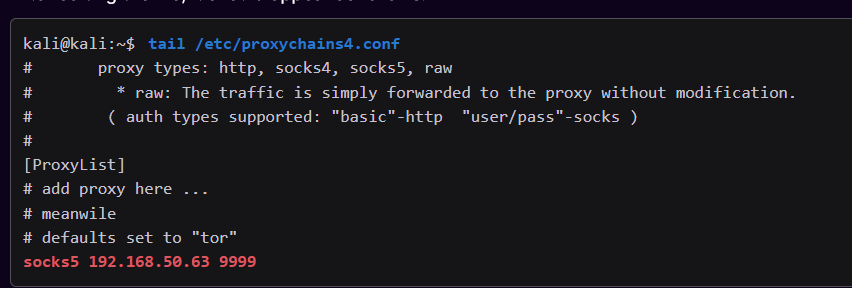 kali@kali:~$ tail /etc/proxychains4.conf
#       proxy types: http, socks4, socks5, raw
#         * raw: The traffic is simply forwarded to the proxy without modification.
#        ( auth types supported: "basic"-http  "user/pass"-socks )
#
[ProxyList]
# add proxy here ...
# meanwile
# defaults set to "tor"
socks5 192.168.50.63 9999